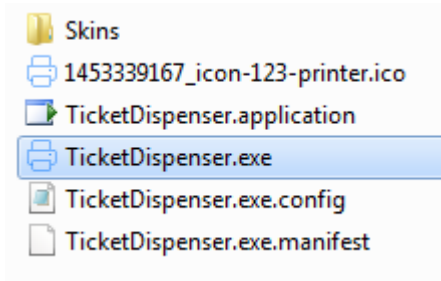 Skins
1453339167_icon-123-printer.ico
TicketDispenser.application
TicketDispenser.exe
TicketDispenser.exe.config
TicketDispenser.exe.manifest